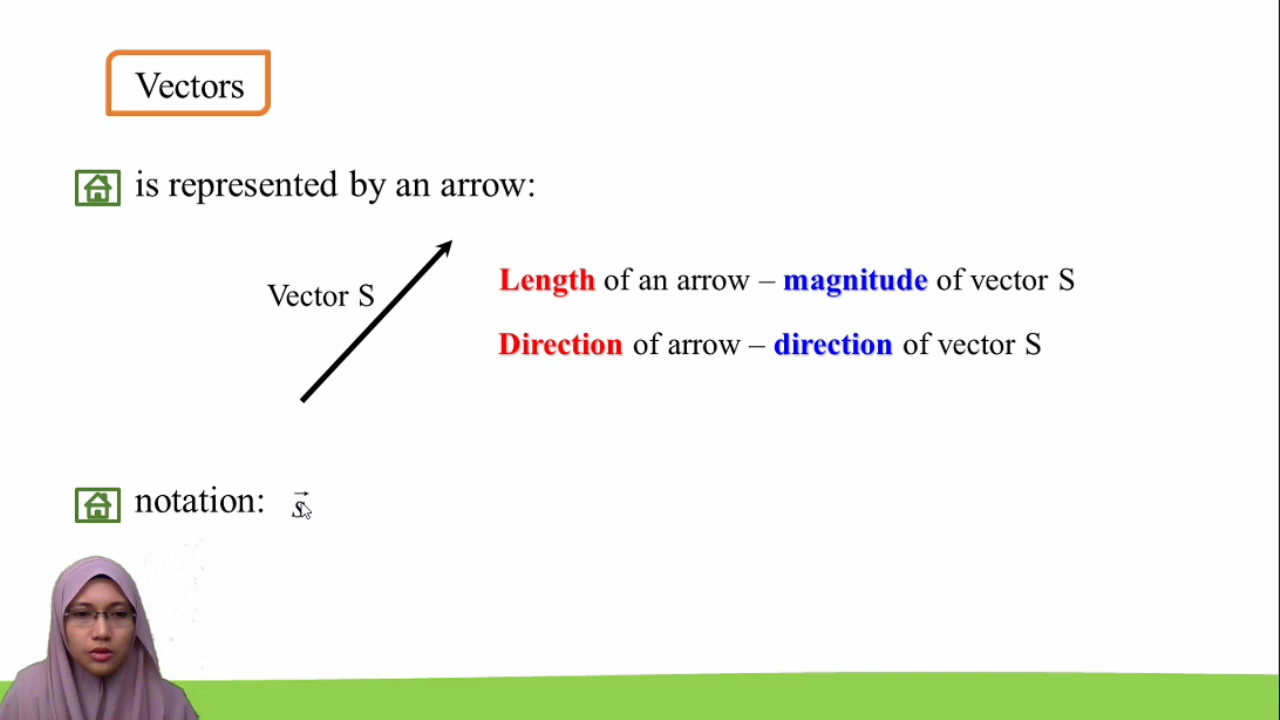 Vectors
is represented by an arrow:
Vector S
Length of an arrow – magnitude of vector S
Direction of arrow – direction of vector S
notation: s⃗